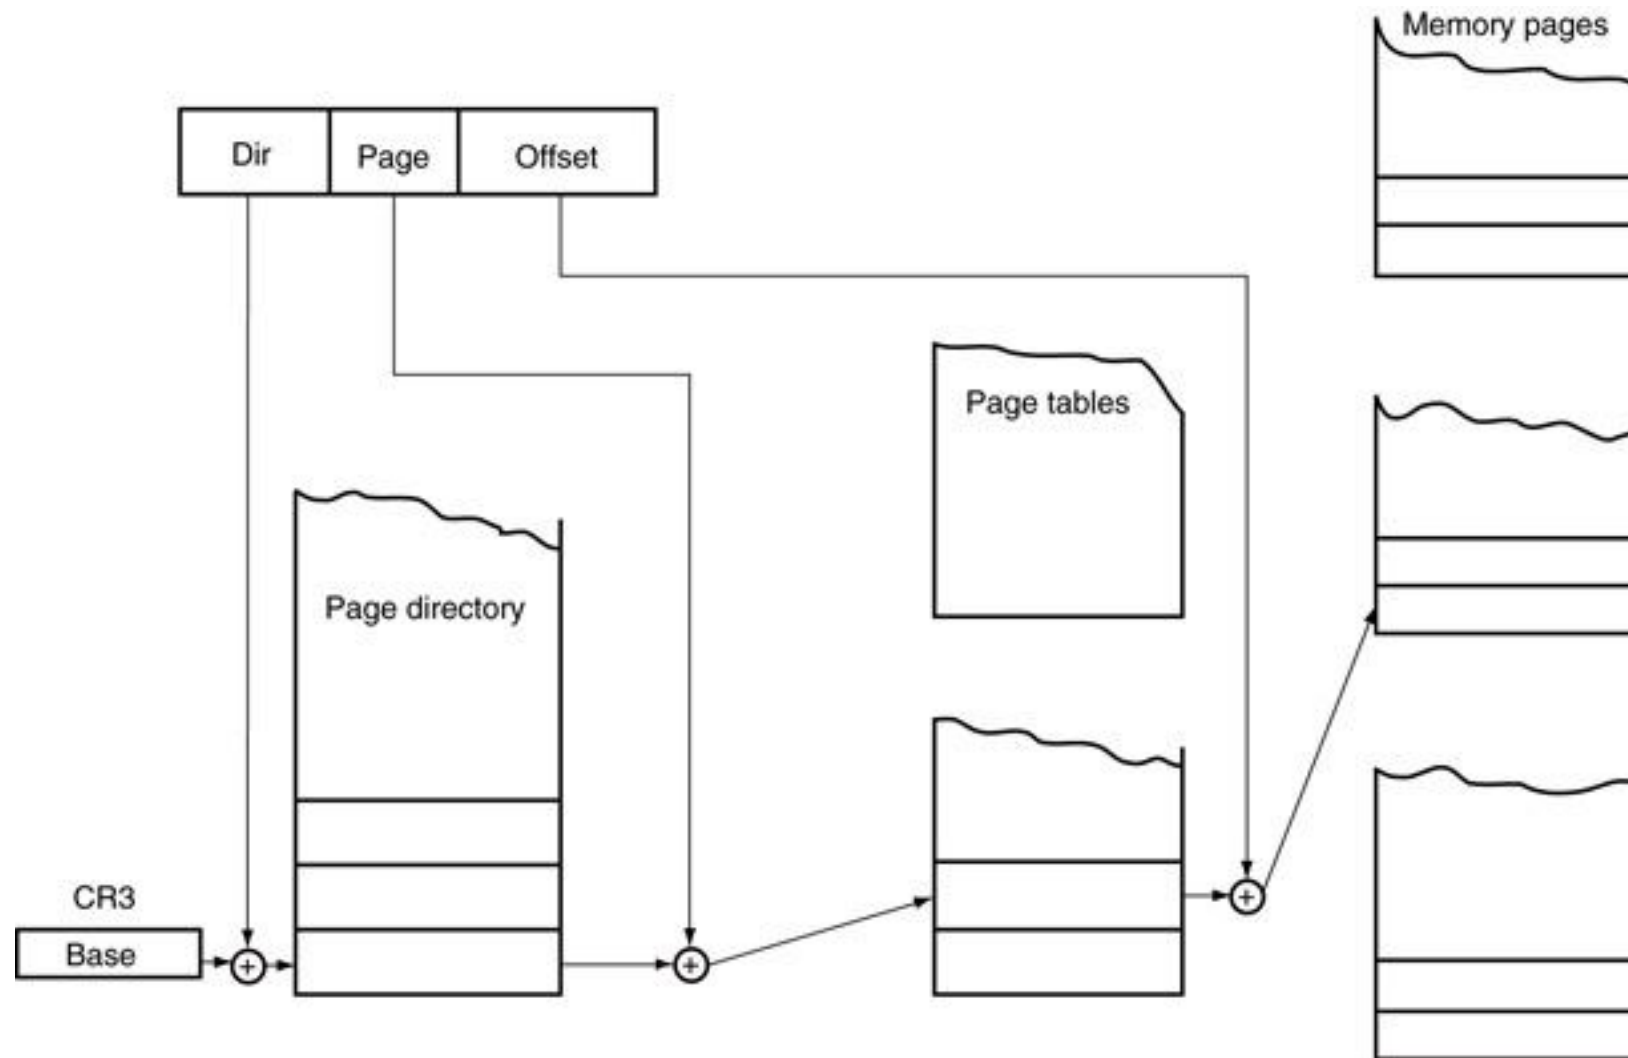 Memory pages
Dir
Page
Offset
Page tables
Page directory
CR3
Base